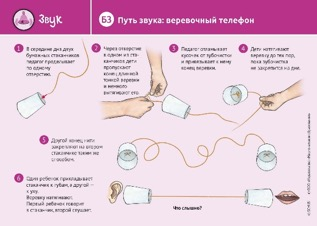 Звук
Б3
Путь звука: веревочный телефон
1
В середине дна двух
бумажных стаканчиков
педагог проделывает
по одному
отверстию.
2
Через отверстие
в одном из ста-
канчиков дети
пропускают
конец длинной
тонкой веревки
и немного
вытягивают его.
3
Педагог отламывает
кусочек от зубочистки
и привязывает к нему
конец веревки.
4
Дети натягивают
веревку до тех пор,
пока зубочистка
не закрепится на дне.
5
Другой конец нити
закрепляют на втором
стаканчике таким же
способом.
6
Один ребенок прикладывает
стаканчик к губам, а другой —
к уху.
Веревку натягивают.
Первый ребенок говорит
в стаканчик, второй слушает.
Что слышно?